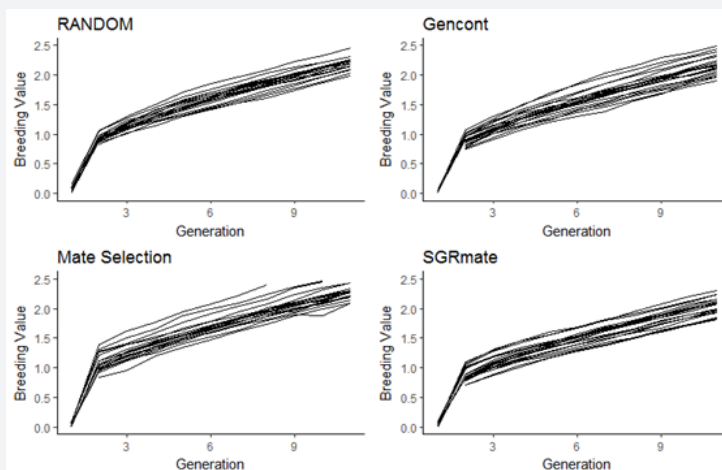 RANDOM
Breeding Value
2.5
2.0
1.5
1.0
0.5
0.0
3 6 9
Generation
Gencont
Breeding Value
2.5
2.0
1.5
1.0
0.5
0.0
3 6 9
Generation
Mate Selection
Breeding Value
2.5
2.0
1.5
1.0
0.5
0.0
3 6 9
Generation
SGRmate
Breeding Value
2.5
2.0
1.5
1.0
0.5
0.0
3 6 9
Generation